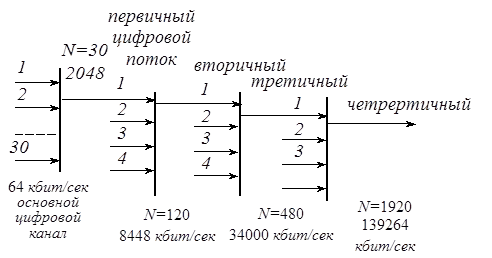 первичный
цифровой
поток
N=30
2048
1
2
30
64 кбит/сек
основной
цифровой
канал
1
2
3
4
N=120
8448 кбит/сек
вторичный
1
2
3
4
N=480
34000 кбит/сек
третичный
1
2
3
четрертичный
N=1920
139264
кбит/сек